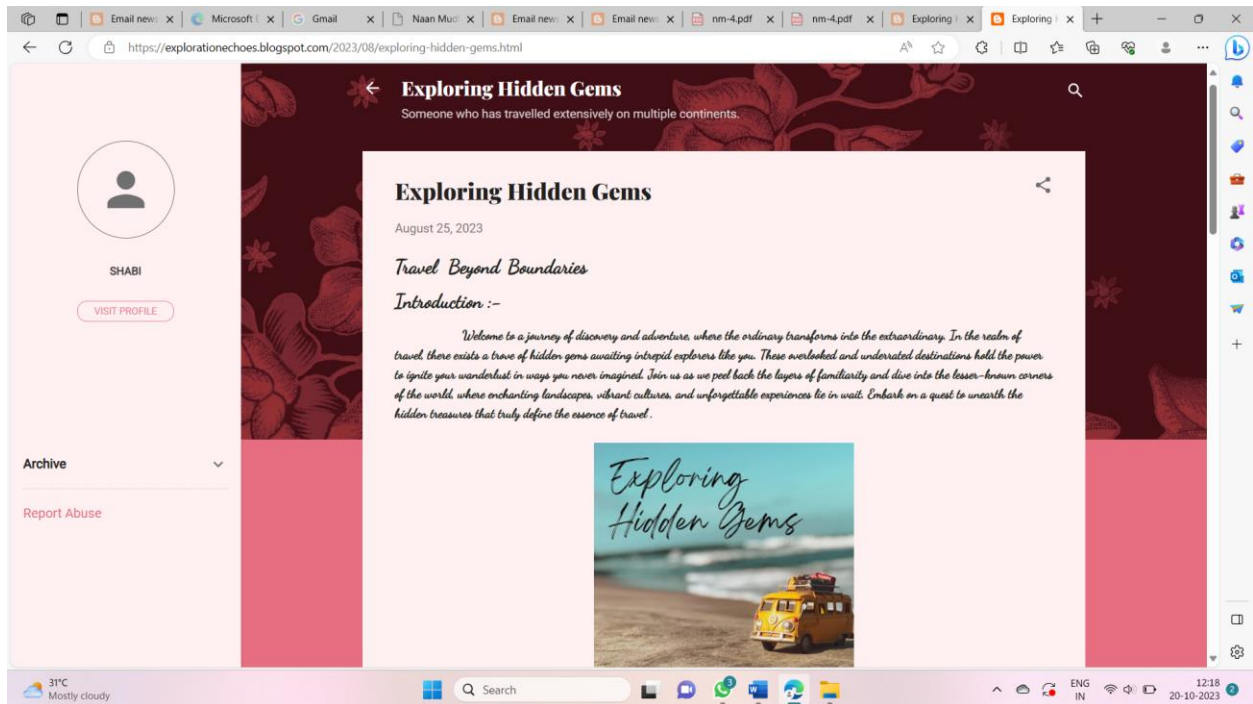 Email news
Microsoft
Gmail
Naan Mud
Email news
Email news
nm-4.pdf
nm-4.pdf
Exploring
Exploring
https://explorationechoes.blogspot.com/2023/08/exploring-hidden-gems.html
Exploring Hidden Gems
Someone who has travelled extensively on multiple continents.
SHABI
VISIT PROFILE
Archive
Report Abuse
Exploring Hidden Gems
August 25, 2023
Travel Beyond Boundaries
Introduction :-
Welcome to a journey of discovery and adventure, where the ordinary transforms into the extraordinary. In the realm of
travel, there exists a trove of hidden gems awaiting intrepid explorers like you. These overlooked and underrated destinations hold the power
to ignite your wanderlust in ways you never imagined. Join us as we peel back the layers of familiarity and dive into the lesser-known corners
of the world, where enchanting landscapes, vibrant cultures, and unforgettable experiences lie in wait. Embark on a quest to unearth the
hidden treasures that truly define the essence of travel .
Exploring
Hidden Gems
31°C
Mostly cloudy
Search
ENG
IN
12:18
20-10-2023